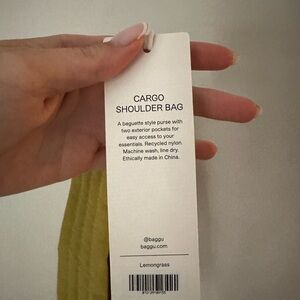 CARGO
SHOULDER BAG
A baguette style purse with
two exterior pockets for
easy access to your
essentials. Recycled nylon.
Machine wash, line dry.
Ethically made in China.
@baggu
baggu.com
Lemongrass